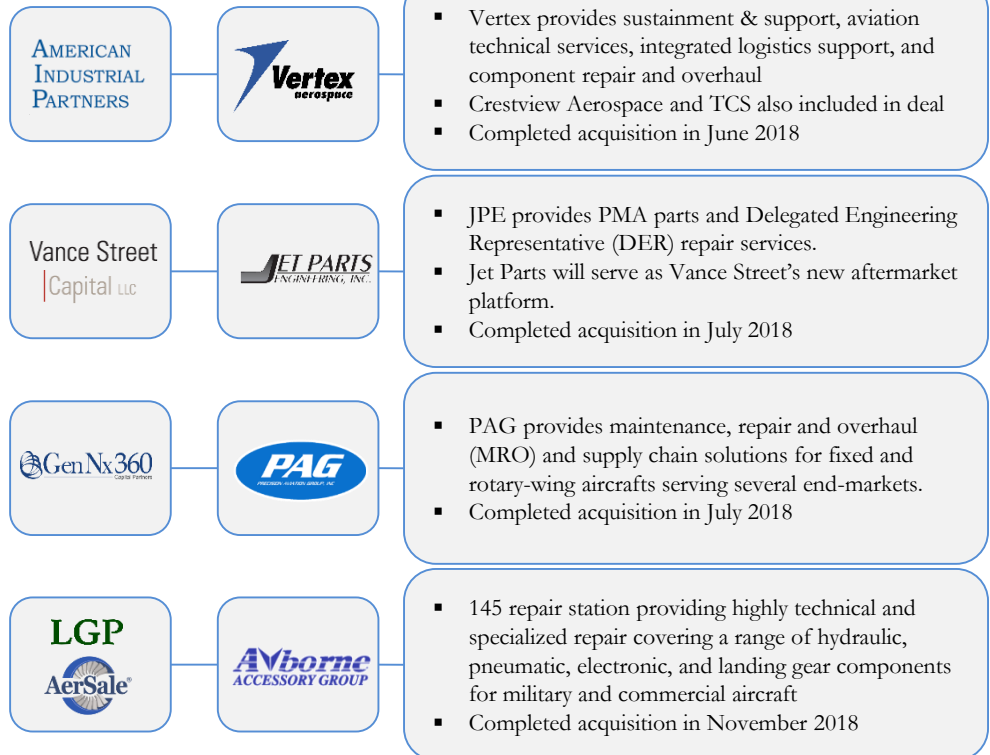 AMERICAN
INDUSTRIAL
PARTNERS
Vertex
aerospace
▪ Vertex provides sustainment & support, aviation
technical services, integrated logistics support, and
component repair and overhaul
▪ Crestview Aerospace and TCS also included in deal
▪ Completed acquisition in June 2018
Vance Street
Capital LLC
JET PARTS
ENGINEERING, INC.
▪ JPE provides PMA parts and Delegated Engineering
Representative (DER) repair services.
▪ Jet Parts will serve as Vance Street’s new aftermarket
platform.
▪ Completed acquisition in July 2018
GenNx360
Capital Partners
PAG
PRECISION AVIATION GROUP, INC
▪ PAG provides maintenance, repair and overhaul
(MRO) and supply chain solutions for fixed and
rotary-wing aircrafts serving several end-markets.
▪ Completed acquisition in July 2018
LGP
AerSale®
AVborne
ACCESSORY GROUP
▪ 145 repair station providing highly technical and
specialized repair covering a range of hydraulic,
pneumatic, electronic, and landing gear components
for military and commercial aircraft
▪ Completed acquisition in November 2018